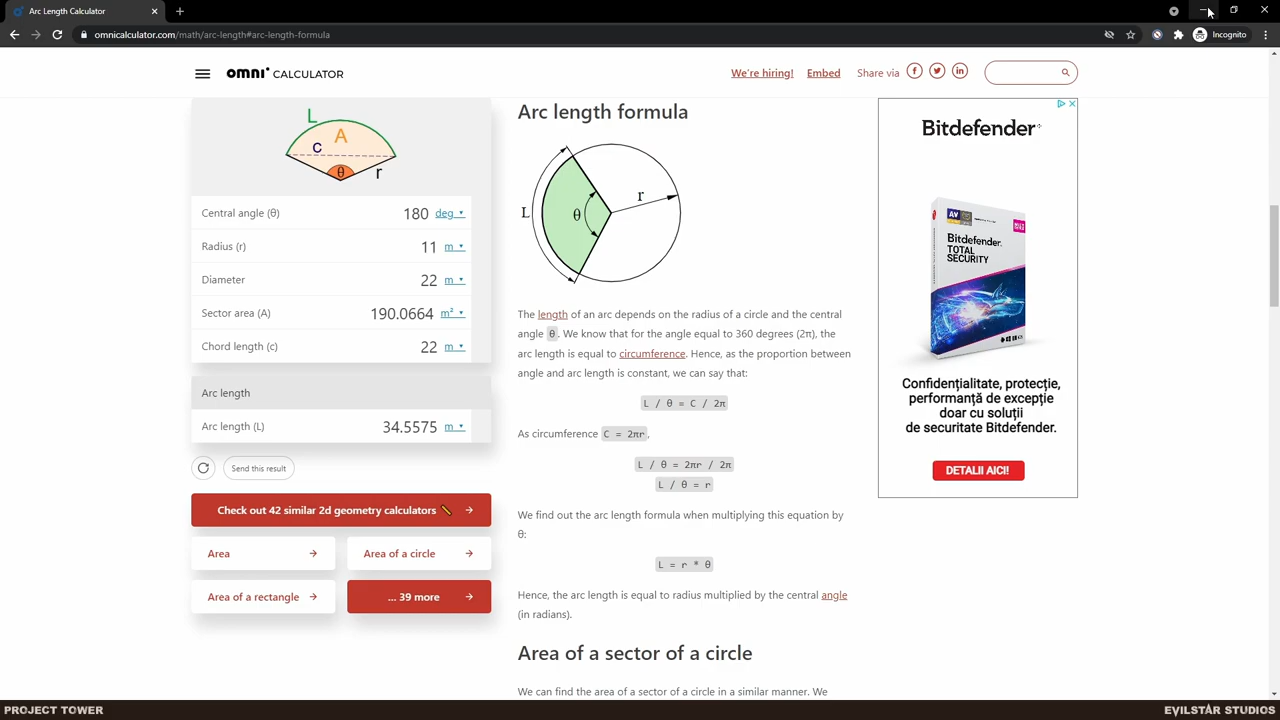 Arc Length Calculator
omnicalculator.com/math/arc-length#arc-length-formula
Incognito
omni CALCULATOR
We're hiring!
Embed
Share via
L
A
c
θ
r
Central angle (θ) 180 deg
Radius (r) 11 m
Diameter 22 m
Sector area (A) 190.0664 m²
Chord length (c) 22 m
Arc length
Arc length (L) 34.5575 m
Send this result
Check out 42 similar 2d geometry calculators
Area
Area of a circle
Area of a rectangle
... 39 more
Arc length formula
L
θ
r
The length of an arc depends on the radius of a circle and the central
angle θ. We know that for the angle equal to 360 degrees (2π), the
arc length is equal to circumference. Hence, as the proportion between
angle and arc length is constant, we can say that:
L / θ = C / 2π
As circumference C = 2πr,
L / θ = 2πr / 2π
L / θ = r
We find out the arc length formula when multiplying this equation by
θ:
L = r * θ
Hence, the arc length is equal to radius multiplied by the central angle
(in radians).
Area of a sector of a circle
We can find the area of a sector of a circle in a similar manner. We
Bitdefender
AV
Bitdefender.
TOTAL
SECURITY
Confidențialitate, protecție,
performanță de excepție
doar cu soluții
de securitate Bitdefender.
DETALII AICI!
PROJECT TOWER
EVILSTAR STUDIOS